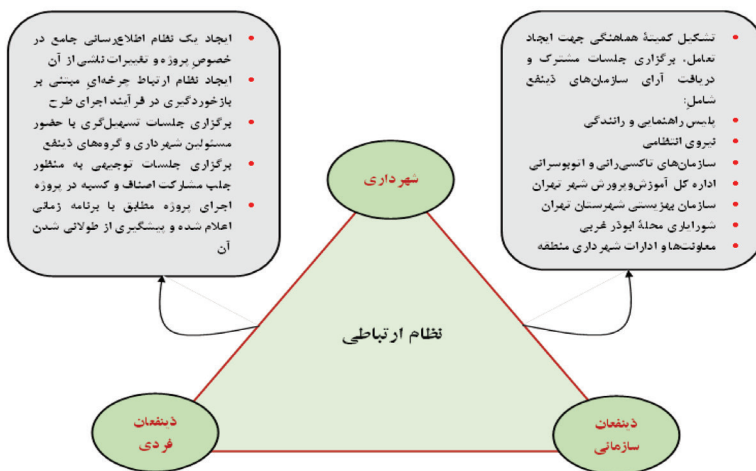 • تشکیل کمیتهٔ هماهنگی جهت ایجاد
تعامل، برگزاری جلسات مشترک و
دریافت آرای سازمان‌های ذینفع
شامل:
• پلیس راهنمایی و رانندگی
• نیروی انتظامی
• سازمان‌های تاکسی‌رانی و اتوبوسرانی
• اداره کل آموزش‌وپرورش شهر تهران
• سازمان بهزیستی شهرستان تهران
• شورایاری محلهٔ ابوذر غربی
• معاونت‌ها و ادارات شهرداری منطقه
• ایجاد یک نظام اطلاع‌رسانی جامع در
خصوص پروژه و تغییرات ناشی از آن
• ایجاد نظام ارتباط چرخه‌ای مبتنی بر
بازخوردگیری در فرآیند اجرای طرح
• برگزاری جلسات تسهیل‌گری با حضور
مسئولین شهرداری و گروه‌های ذینفع
• برگزاری جلسات توجیهی به منظور
جلب مشارکت اصناف و کسبه در پروژه
• اجرای پروژه مطابق با برنامه زمانی
اعلام شده و پیشگیری از طولانی شدن
آن
شهرداری
نظام ارتباطی
ذینفعان
سازمانی
ذینفعان
فردی